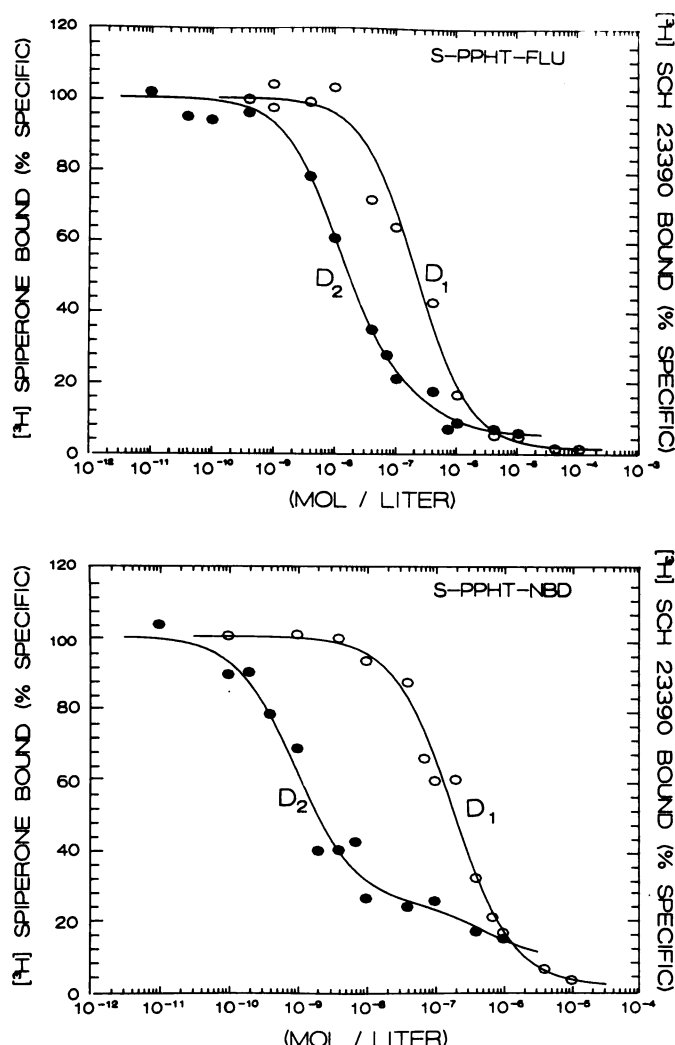 S-PPHT-FLU
[³H] SPIPERONE BOUND (% SPECIFIC)
[³H] SCH 23390 BOUND (% SPECIFIC)
120
100
80
60
40
20
0
D₂
D₁
10⁻¹² 10⁻¹¹ 10⁻¹⁰ 10⁻⁹ 10⁻⁸ 10⁻⁷ 10⁻⁶ 10⁻⁵ 10⁻⁴ 10⁻³
(MOL / LITER)
S-PPHT-NBD
[³H] SPIPERONE BOUND (% SPECIFIC)
[³H] SCH 23390 BOUND (% SPECIFIC)
120
100
80
60
40
20
0
D₂
D₁
10⁻¹² 10⁻¹¹ 10⁻¹⁰ 10⁻⁹ 10⁻⁸ 10⁻⁷ 10⁻⁶ 10⁻⁵ 10⁻⁴
(MOL / LITER)